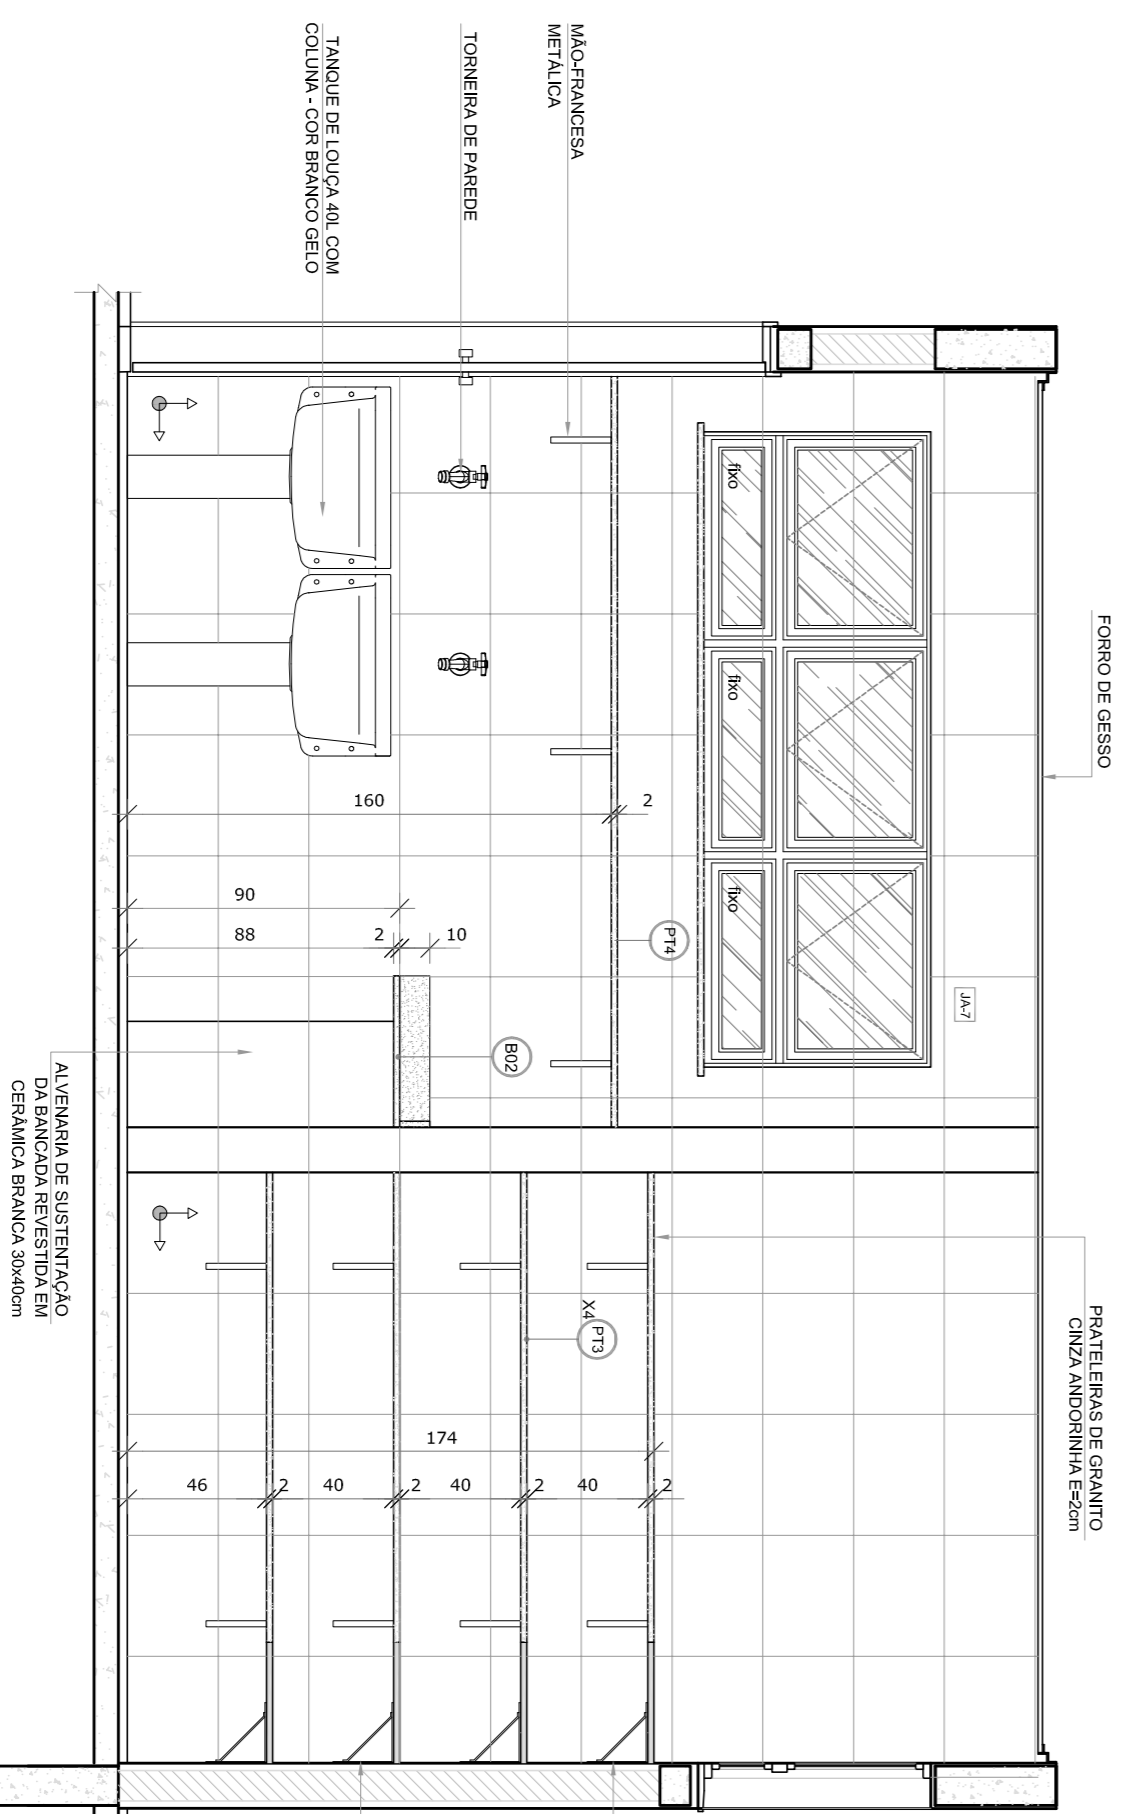 FORRO DE GESSO
PRATELEIRAS DE GRANITO
CINZA ANDORINHA E=2cm
MÃO-FRANCESA
METÁLICA
TORNEIRA DE PAREDE
TANQUE DE LOUÇA 40L COM
COLUNA - COR BRANCO GELO
fixo
fixo
fixo
JA-7
PT4
B02
X4 PT3
160
2
90
88
2
10
174
46
2
40
2
40
2
40
2
ALVENARIA DE SUSTENTAÇÃO
DA BANCADA REVESTIDA EM
CERÂMICA BRANCA 30x40cm